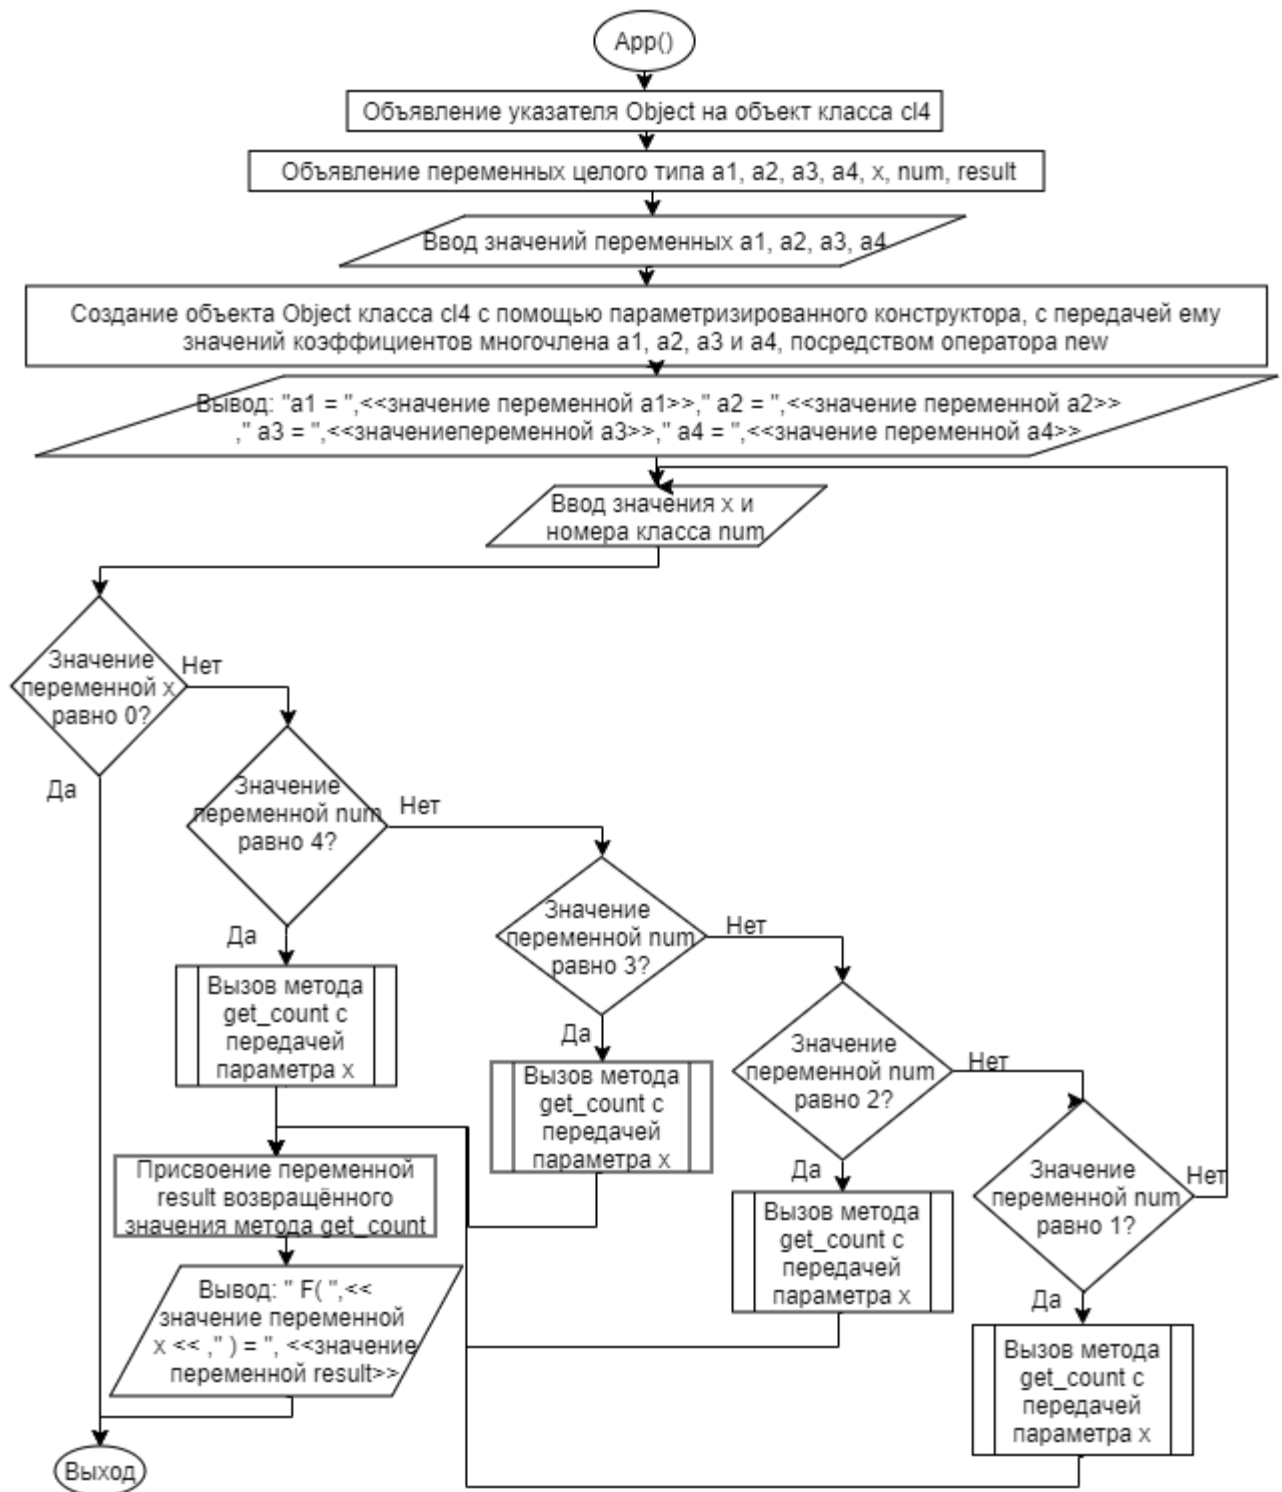 App()
Объявление указателя Object на объект класса cl4
Объявление переменных целого типа a1, a2, a3, a4, x, num, result
Ввод значений переменных a1, a2, a3, a4
Создание объекта Object класса cl4 с помощью параметризированного конструктора, с передачей ему
значений коэффициентов многочлена a1, a2, a3 и a4, посредством оператора new
Вывод: "a1 = ",<<значение переменной a1>>," a2 = ",<<значение переменной a2>>
," a3 = ",<<значениепеременной a3>>," a4 = ",<<значение переменной a4>>
Ввод значения x и
номера класса num
Значение
переменной x
равно 0?
Нет
Да
Значение
переменной num
равно 4?
Нет
Да
Вызов метода
get_count с
передачей
параметра x
Значение
переменной num
равно 3?
Нет
Да
Вызов метода
get_count с
передачей
параметра x
Значение
переменной num
равно 2?
Нет
Да
Вызов метода
get_count с
передачей
параметра x
Значение
переменной num
равно 1?
Нет
Да
Вызов метода
get_count с
передачей
параметра x
Присвоение переменной
result возвращённого
значения метода get_count
Вывод: " F( ",<<
значение переменной
x << ," ) = ", <<значение
переменной result>>
Выход